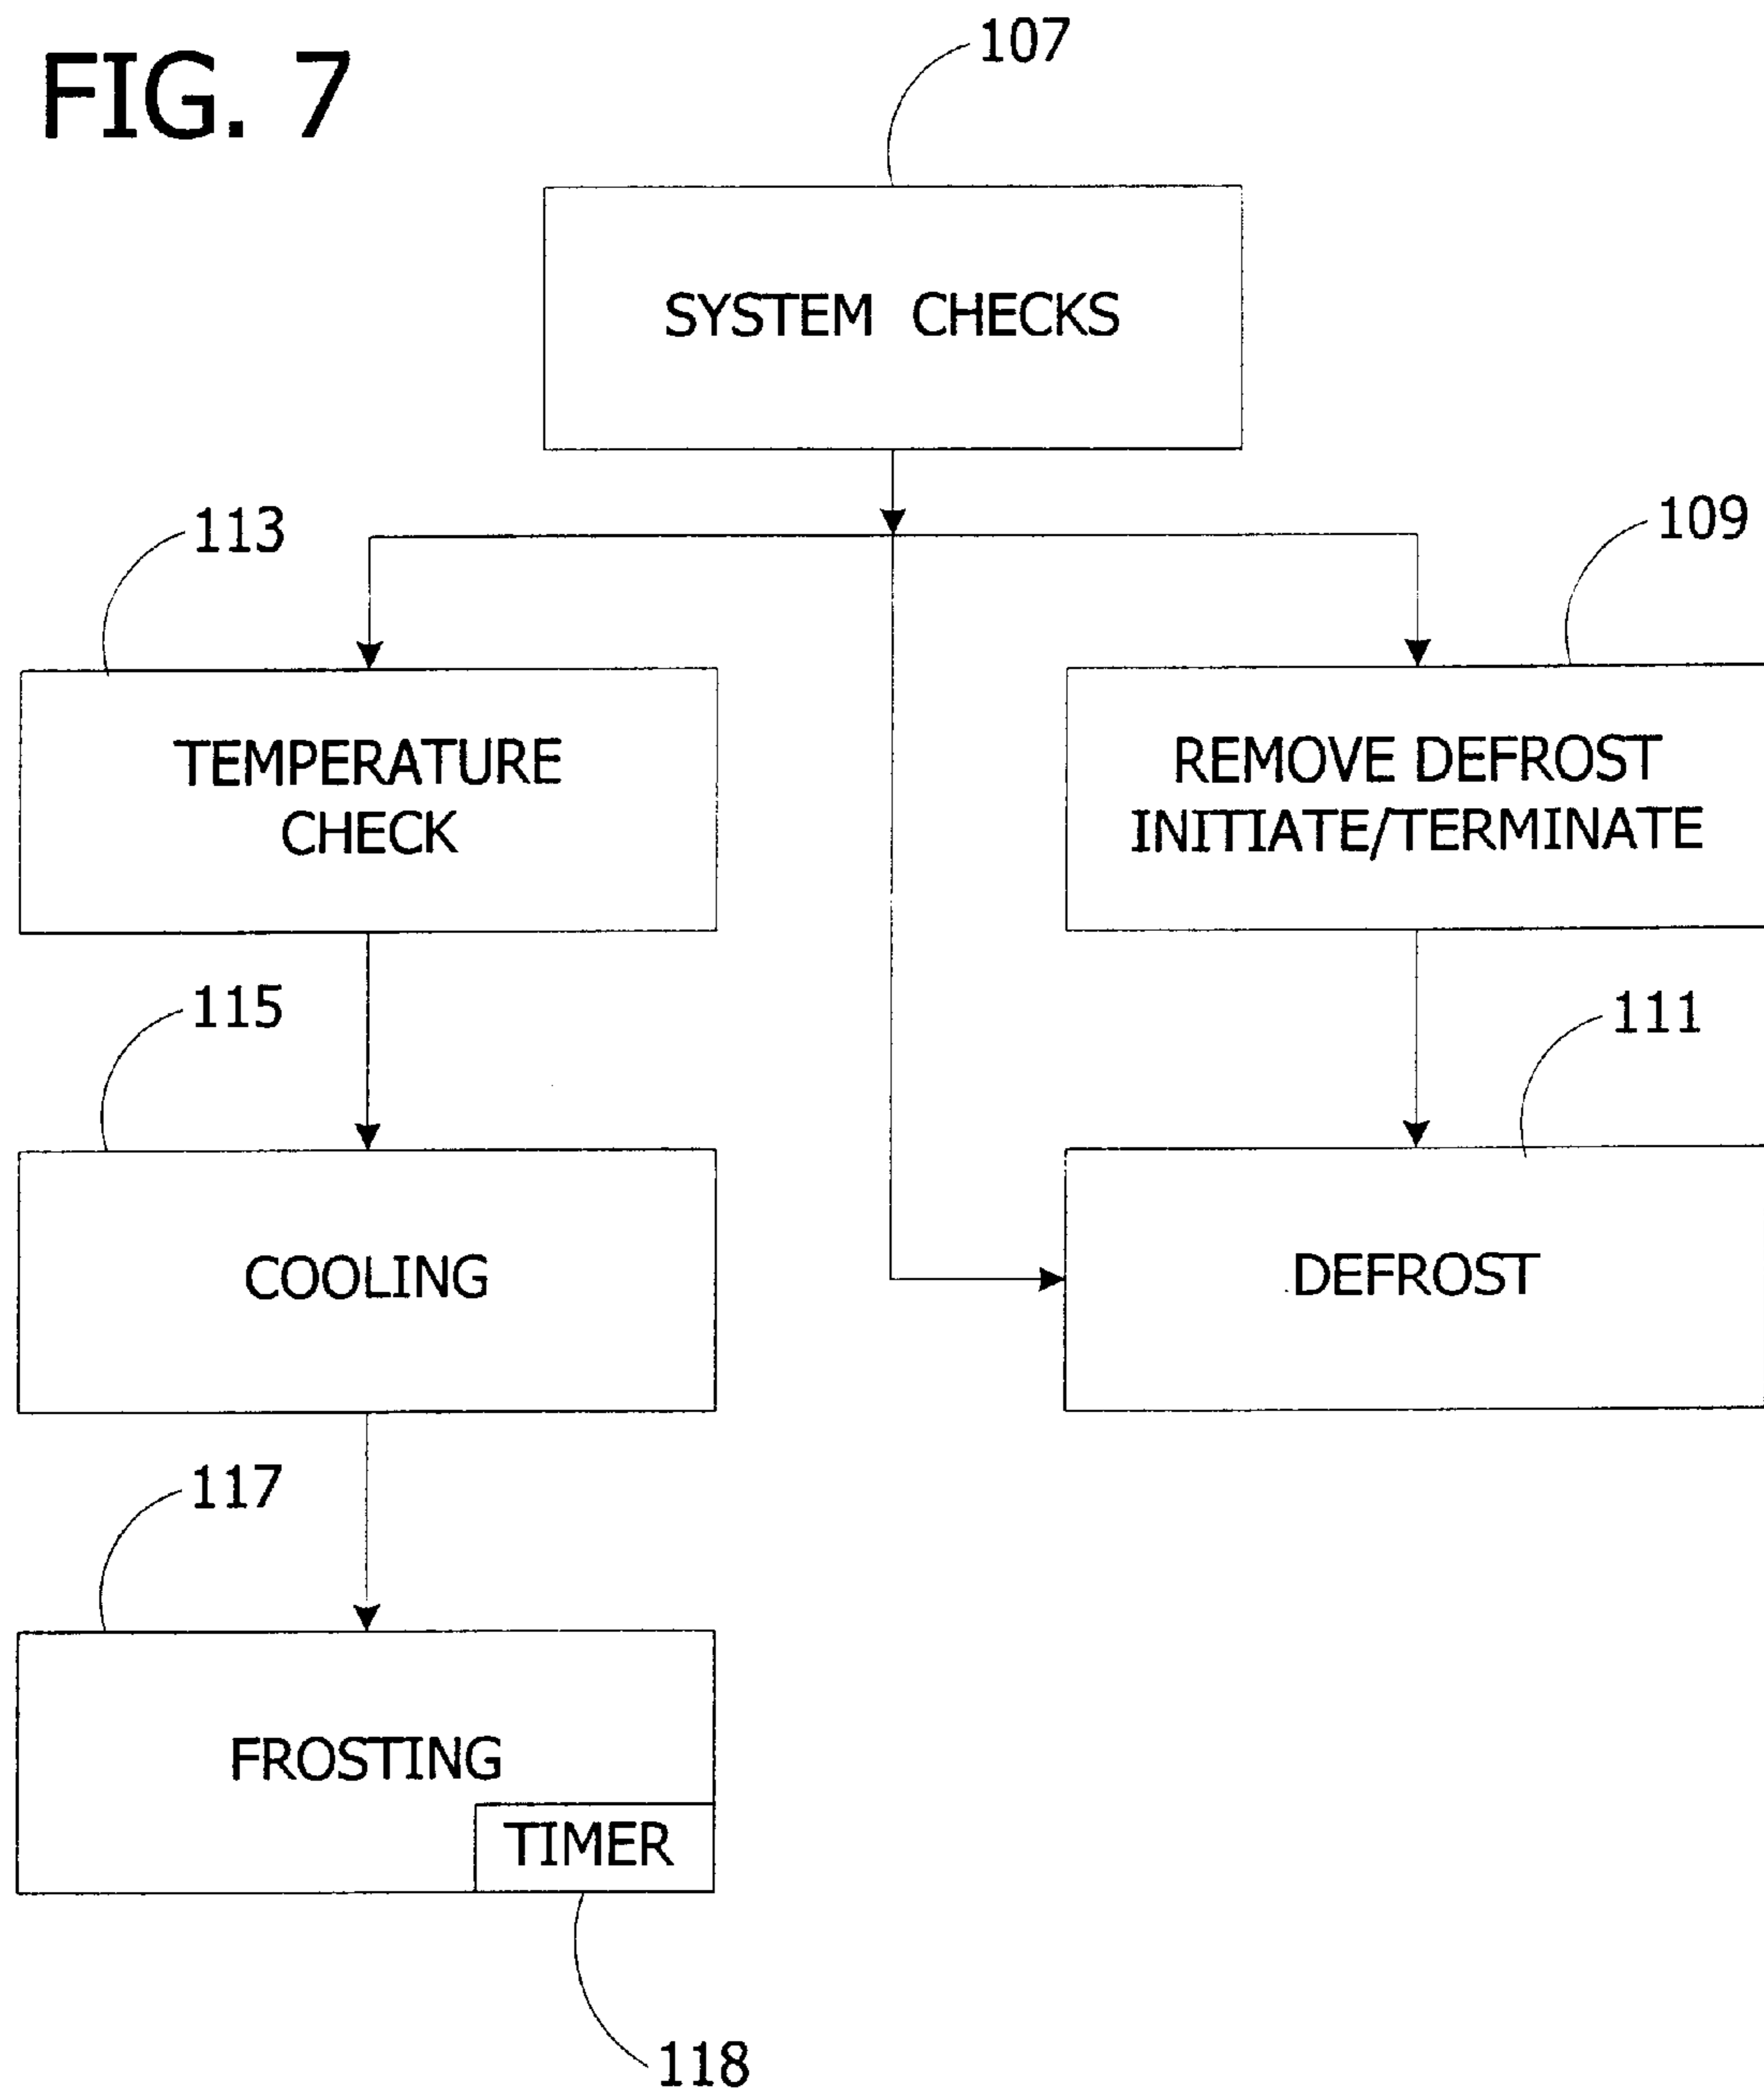 FIG. 7
107
SYSTEM CHECKS
113
109
TEMPERATURE
CHECK
REMOVE DEFROST
INITIATE/TERMINATE
115
111
COOLING
DEFROST
117
FROSTING
TIMER
118